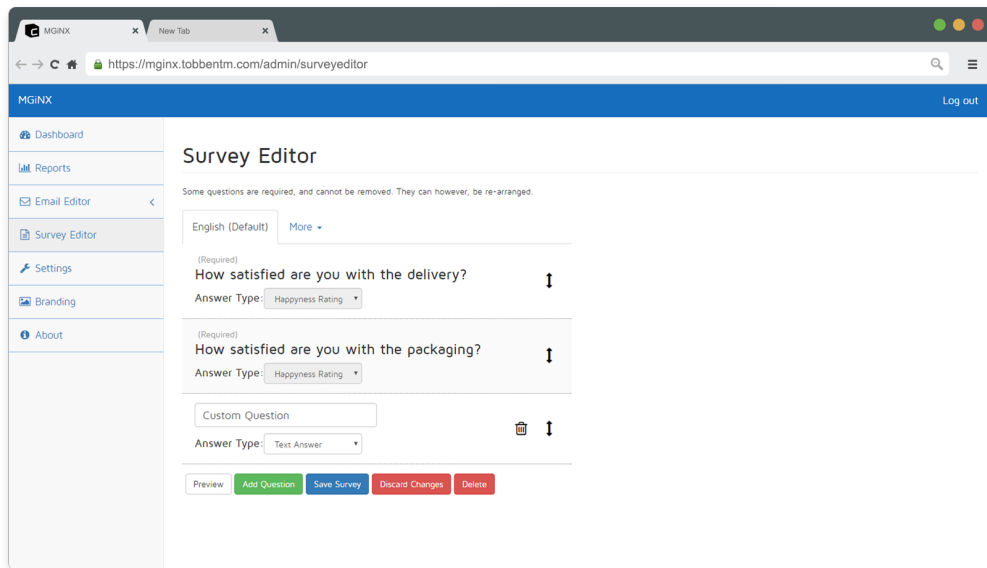 MGiNX
New Tab
https://mginx.tobbentm.com/admin/surveyeditor
MGiNX
Log out
Dashboard
Reports
Email Editor
Survey Editor
Settings
Branding
About
Survey Editor
Some questions are required, and cannot be removed. They can however, be re-arranged.
English (Default) More
(Required)
How satisfied are you with the delivery?
Answer Type: Happyness Rating
(Required)
How satisfied are you with the packaging?
Answer Type: Happyness Rating
Custom Question
Answer Type: Text Answer
Preview Add Question Save Survey Discard Changes Delete